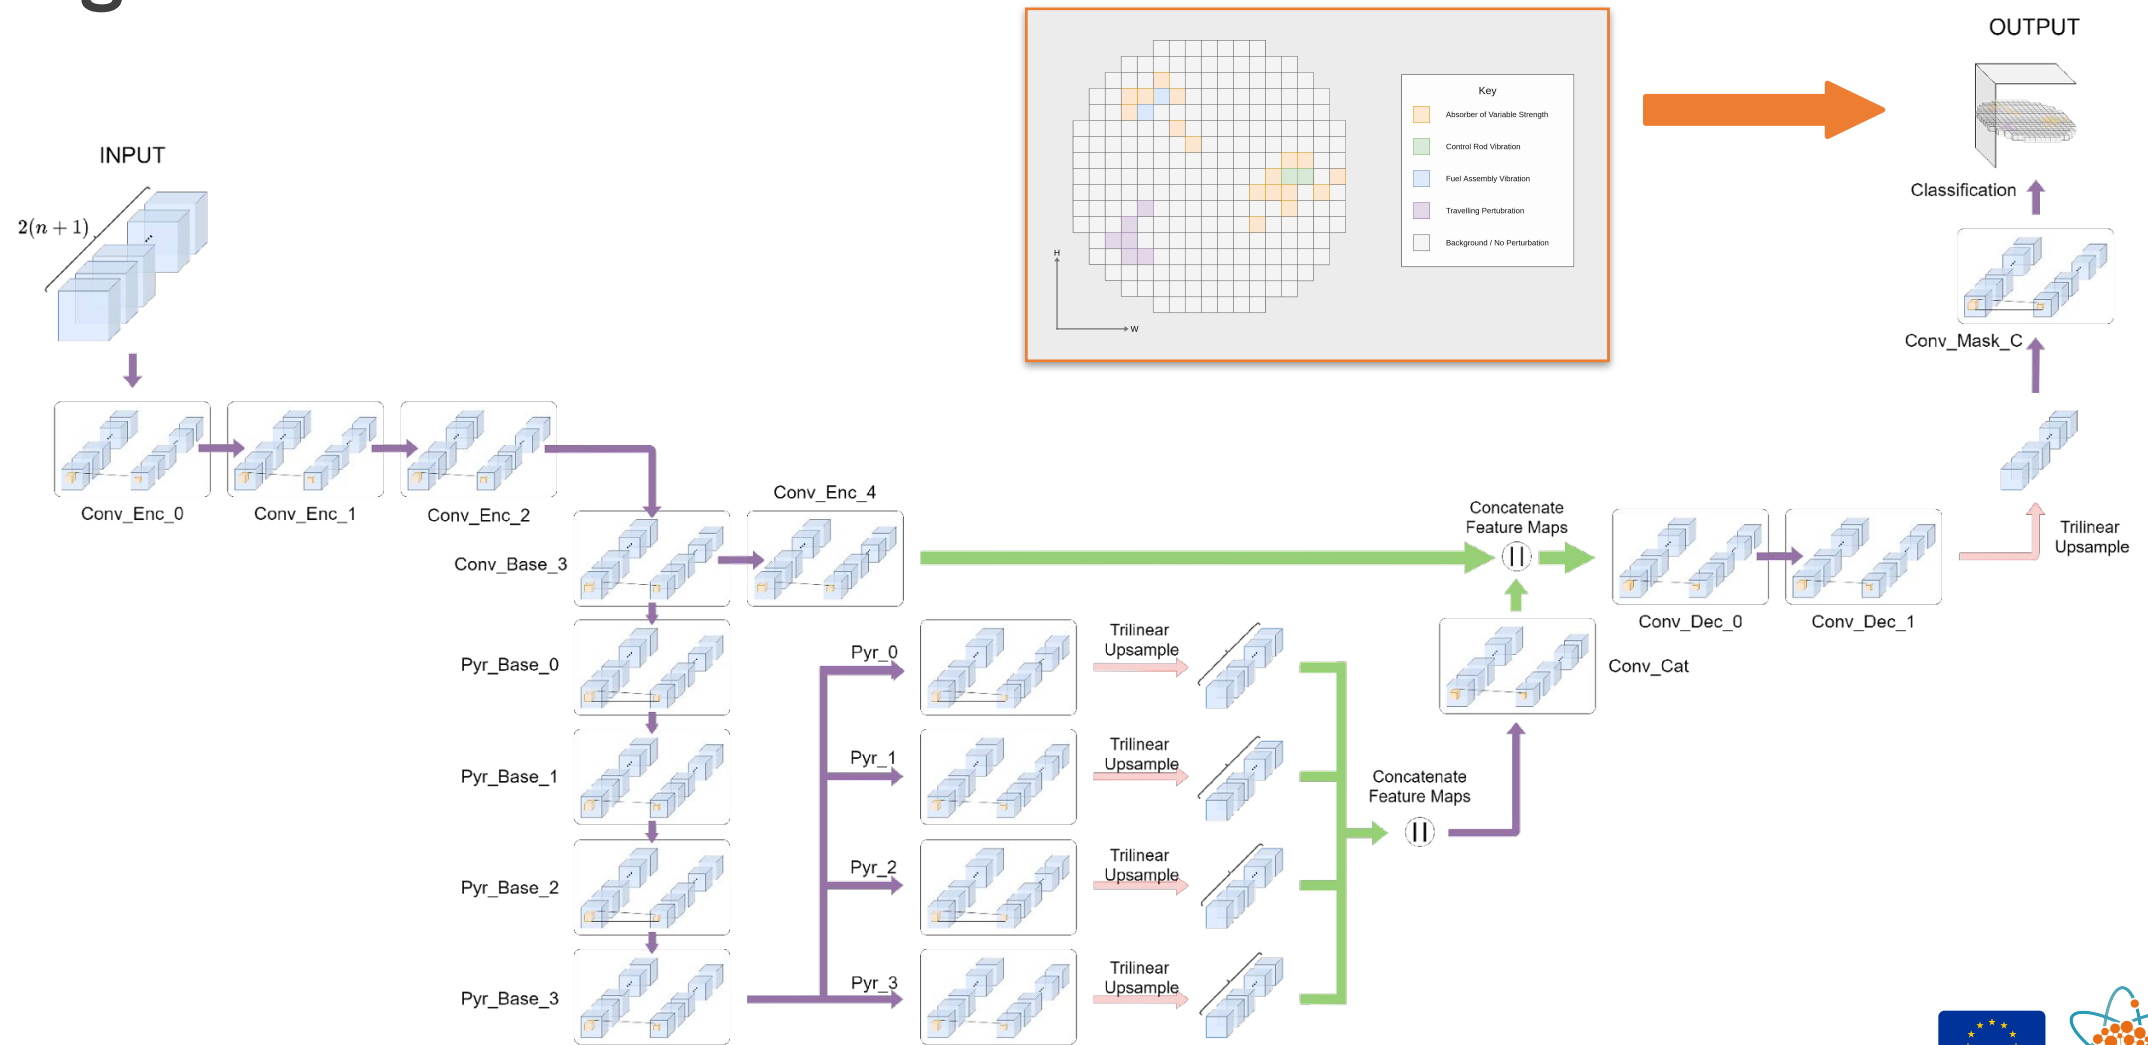 INPUT
2(n + 1)
Key
Absorber of Variable Strength
Control Rod Vibration
Fuel Assembly Vibration
Travelling Pertubration
Background / No Perturbation
H
W
OUTPUT
Classification
Conv_Mask_C
Conv_Enc_0
Conv_Enc_1
Conv_Enc_2
Conv_Base_3
Conv_Enc_4
Concatenate
Feature Maps
||
Conv_Dec_0
Conv_Dec_1
Trilinear
Upsample
Pyr_Base_0
Pyr_0
Trilinear
Upsample
Conv_Cat
Pyr_Base_1
Pyr_1
Trilinear
Upsample
Concatenate
Feature Maps
||
Pyr_Base_2
Pyr_2
Trilinear
Upsample
Pyr_Base_3
Pyr_3
Trilinear
Upsample